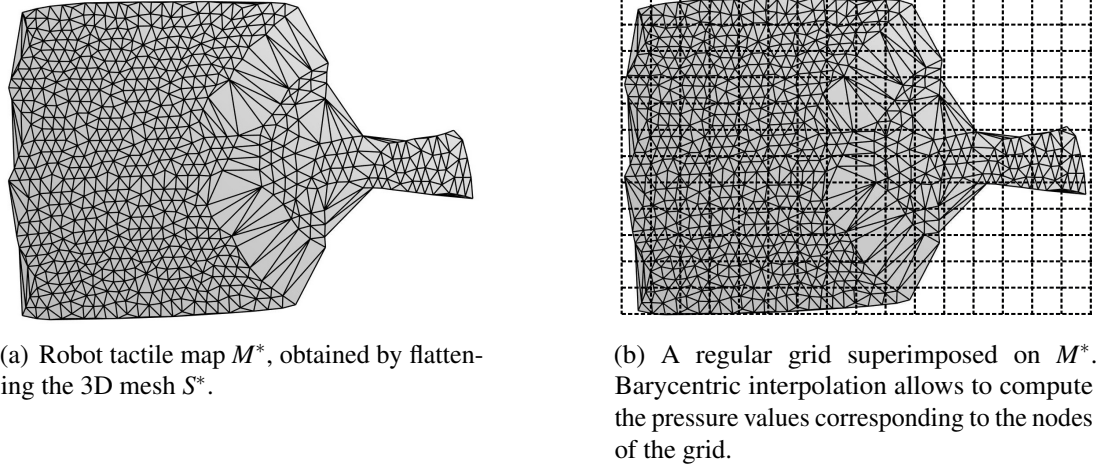 (a) Robot tactile map M*, obtained by flatten-
ing the 3D mesh S*.
(b) A regular grid superimposed on M*.
Barycentric interpolation allows to compute
the pressure values corresponding to the nodes
of the grid.